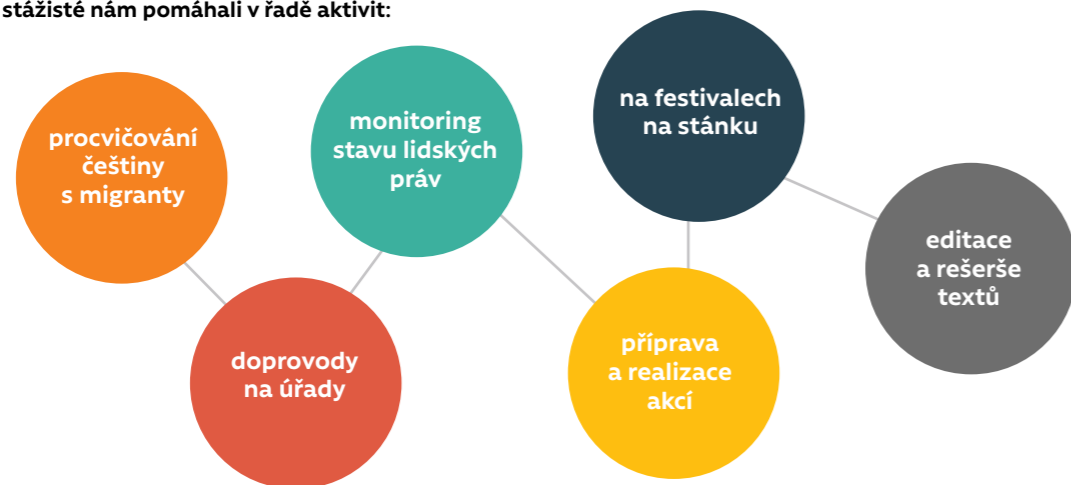 stážisté nám pomáhali v řadě aktivit:
procvičování
češtiny
s migranty
doprovody
na úřady
monitoring
stavu lidských
práv
příprava
a realizace
akcí
na festivalech
na stánku
editace
a rešerše
textů